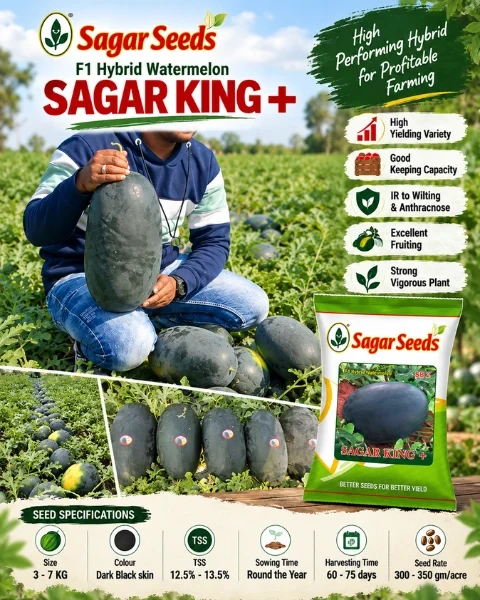 Sagar Seeds
F1 Hybrid Watermelon
SAGAR KING +
High
Performing Hybrid
for Profitable
Farming
High
Yielding Variety
Good
Keeping Capacity
IR to Wilting
& Anthracnose
Excellent
Fruiting
Strong
Vigorous Plant
Sagar Seeds
SAGAR KING +
BETTER SEEDS FOR BETTER YIELD
SEED SPECIFICATIONS
Size
3 - 7 KG
Colour
Dark Black skin
TSS
TSS
12.5% - 13.5%
Sowing Time
Round the Year
Harvesting Time
60 - 75 days
Seed Rate
300 - 350 gm/acre